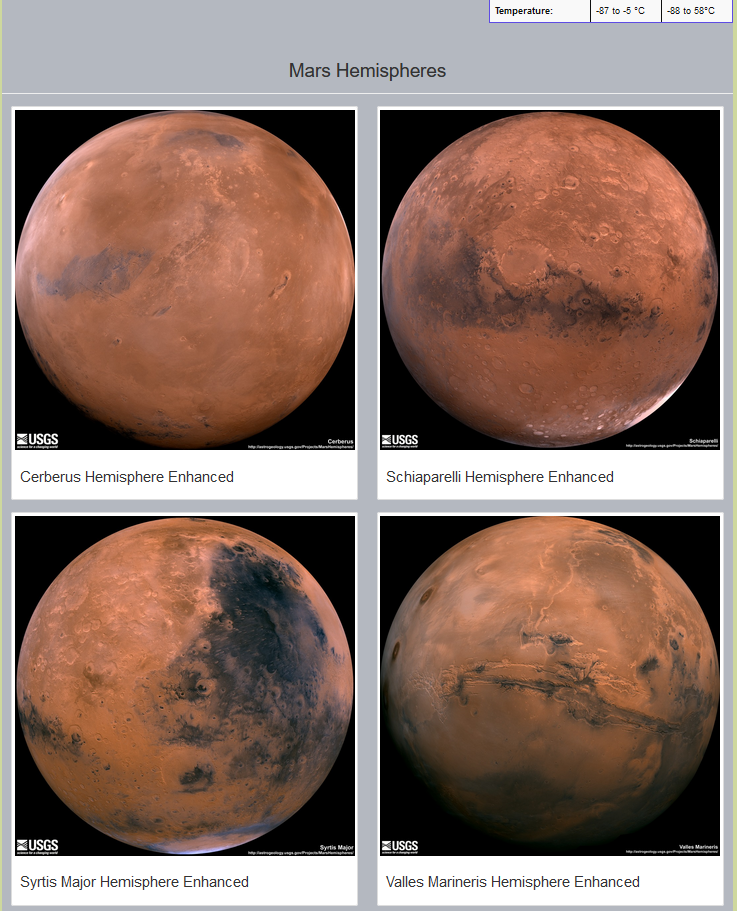 Temperature: -87 to -5 °C -88 to 58°C
Mars Hemispheres
USGS
science for a changing world
Cerberus
http://astrogeology.usgs.gov/Projects/MarsHemispheres/
Cerberus Hemisphere Enhanced
USGS
science for a changing world
Schiaparelli
http://astrogeology.usgs.gov/Projects/MarsHemispheres/
Schiaparelli Hemisphere Enhanced
USGS
science for a changing world
Syrtis Major
http://astrogeology.usgs.gov/Projects/MarsHemispheres/
Syrtis Major Hemisphere Enhanced
USGS
science for a changing world
Valles Marineris
http://astrogeology.usgs.gov/Projects/MarsHemispheres/
Valles Marineris Hemisphere Enhanced